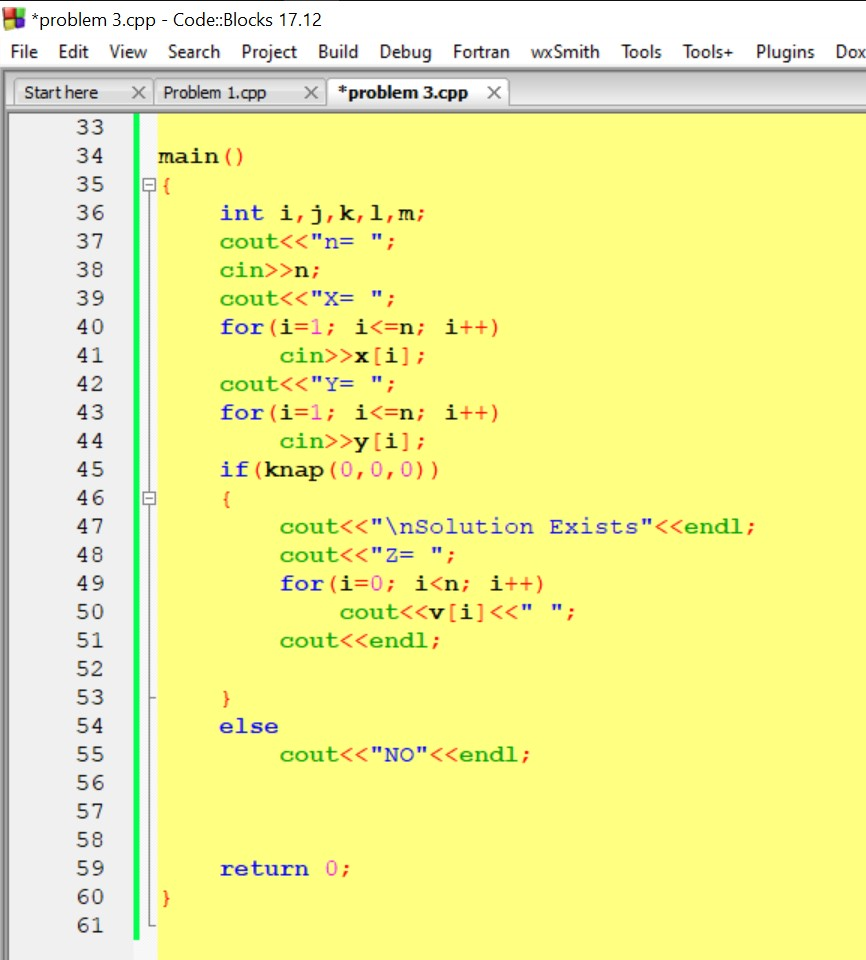 *problem 3.cpp - Code::Blocks 17.12
File Edit View Search Project Build Debug Fortran wxSmith Tools Tools+ Plugins Dox
Start here Problem 1.cpp *problem 3.cpp
33
34 main()
35 {
36 int i,j,k,l,m;
37 cout<<"n= ";
38 cin>>n;
39 cout<<"X= ";
40 for(i=1; i<=n; i++)
41 cin>>x[i];
42 cout<<"Y= ";
43 for(i=1; i<=n; i++)
44 cin>>y[i];
45 if(knap(0,0,0))
46 {
47 cout<<"\nSolution Exists"<<endl;
48 cout<<"Z= ";
49 for(i=0; i<n; i++)
50 cout<<v[i]<<" ";
51 cout<<endl;
52
53 }
54 else
55 cout<<"NO"<<endl;
56
57
58
59 return 0;
60 }
61